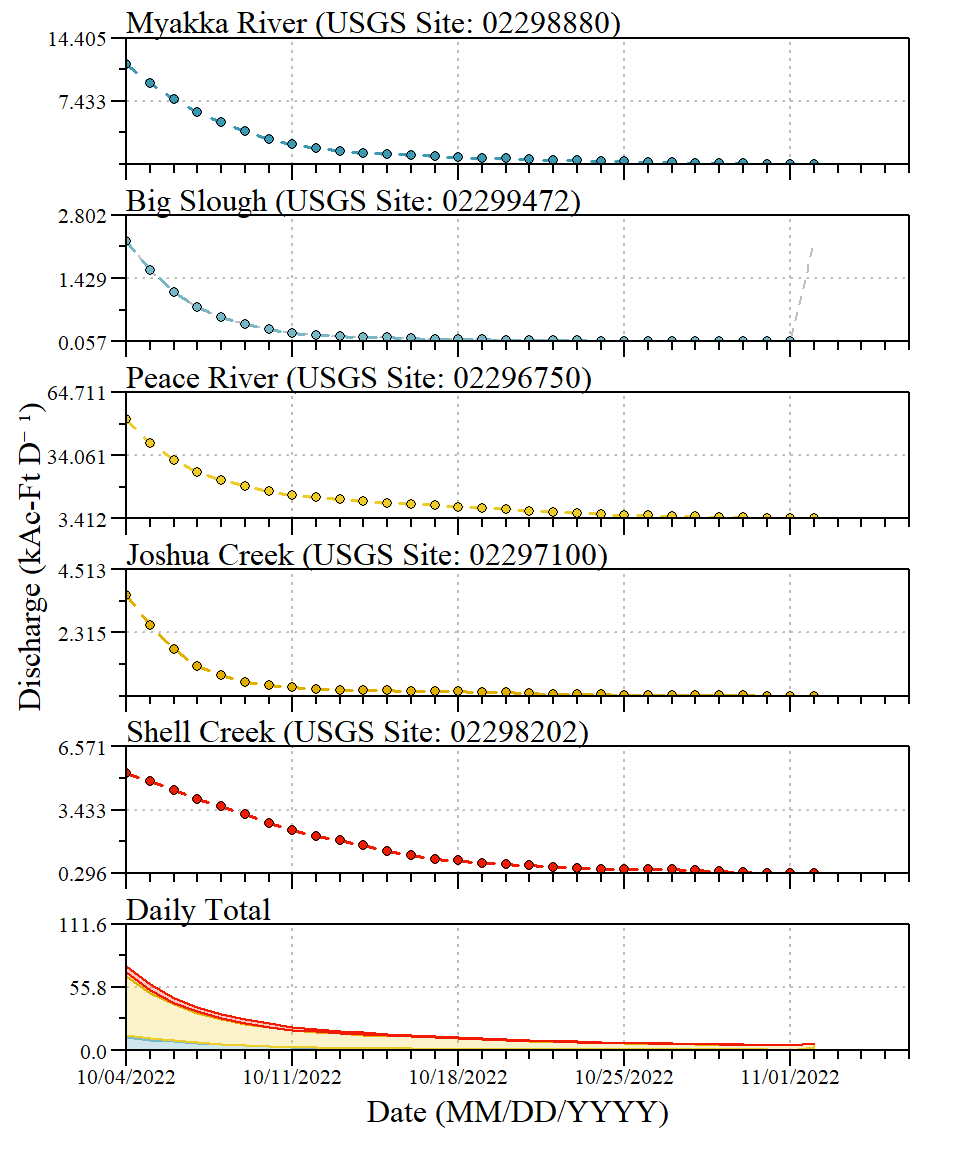 Myakka River (USGS Site: 02298880)
14.405
7.433
Big Slough (USGS Site: 02299472)
2.802
1.429
0.057
Peace River (USGS Site: 02296750)
64.711
34.061
3.412
Joshua Creek (USGS Site: 02297100)
4.513
2.315
Shell Creek (USGS Site: 02298202)
6.571
3.433
0.296
Daily Total
111.6
55.8
0.0
10/04/2022 10/11/2022 10/18/2022 10/25/2022 11/01/2022
Date (MM/DD/YYYY)
Discharge (kAc-Ft D⁻¹)